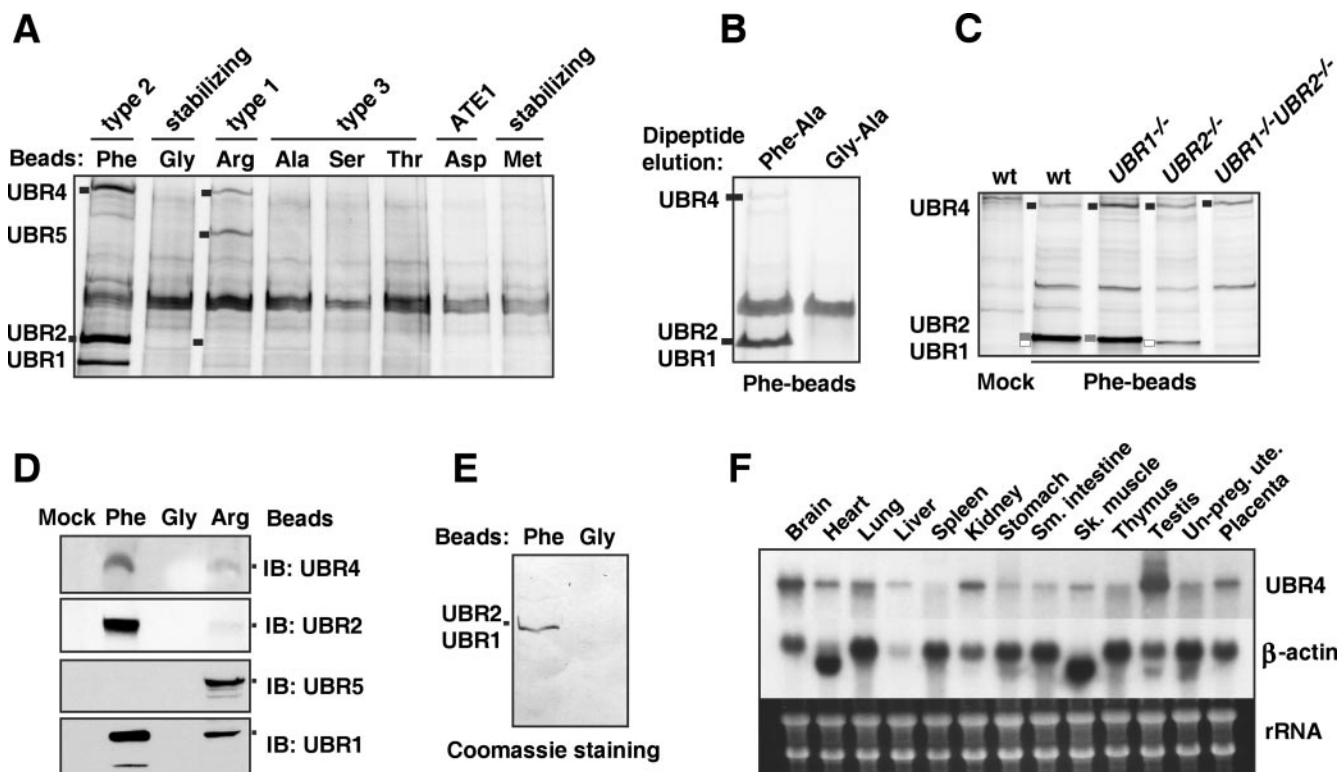 A
type 2
stabilizing
type 1
type 3
ATE1
stabilizing
Beads: Phe Gly Arg Ala Ser Thr Asp Met
UBR4
UBR5
UBR2
UBR1
B
Dipeptide
elution:
Phe-Ala
Gly-Ala
UBR4
UBR2
UBR1
Phe-beads
C
wt wt UBR1-/- UBR2-/- UBR1-/-UBR2-/-
UBR4
UBR2
UBR1
Mock Phe-beads
D
Mock Phe Gly Arg Beads
IB: UBR4
IB: UBR2
IB: UBR5
IB: UBR1
E
Beads: Phe Gly
UBR2
UBR1
Coomassie staining
F
Brain Heart Lung Liver Spleen Kidney Stomach Sm. intestine Sk. muscle Thymus Testis Un-preg. ute. Placenta
UBR4
β-actin
rRNA